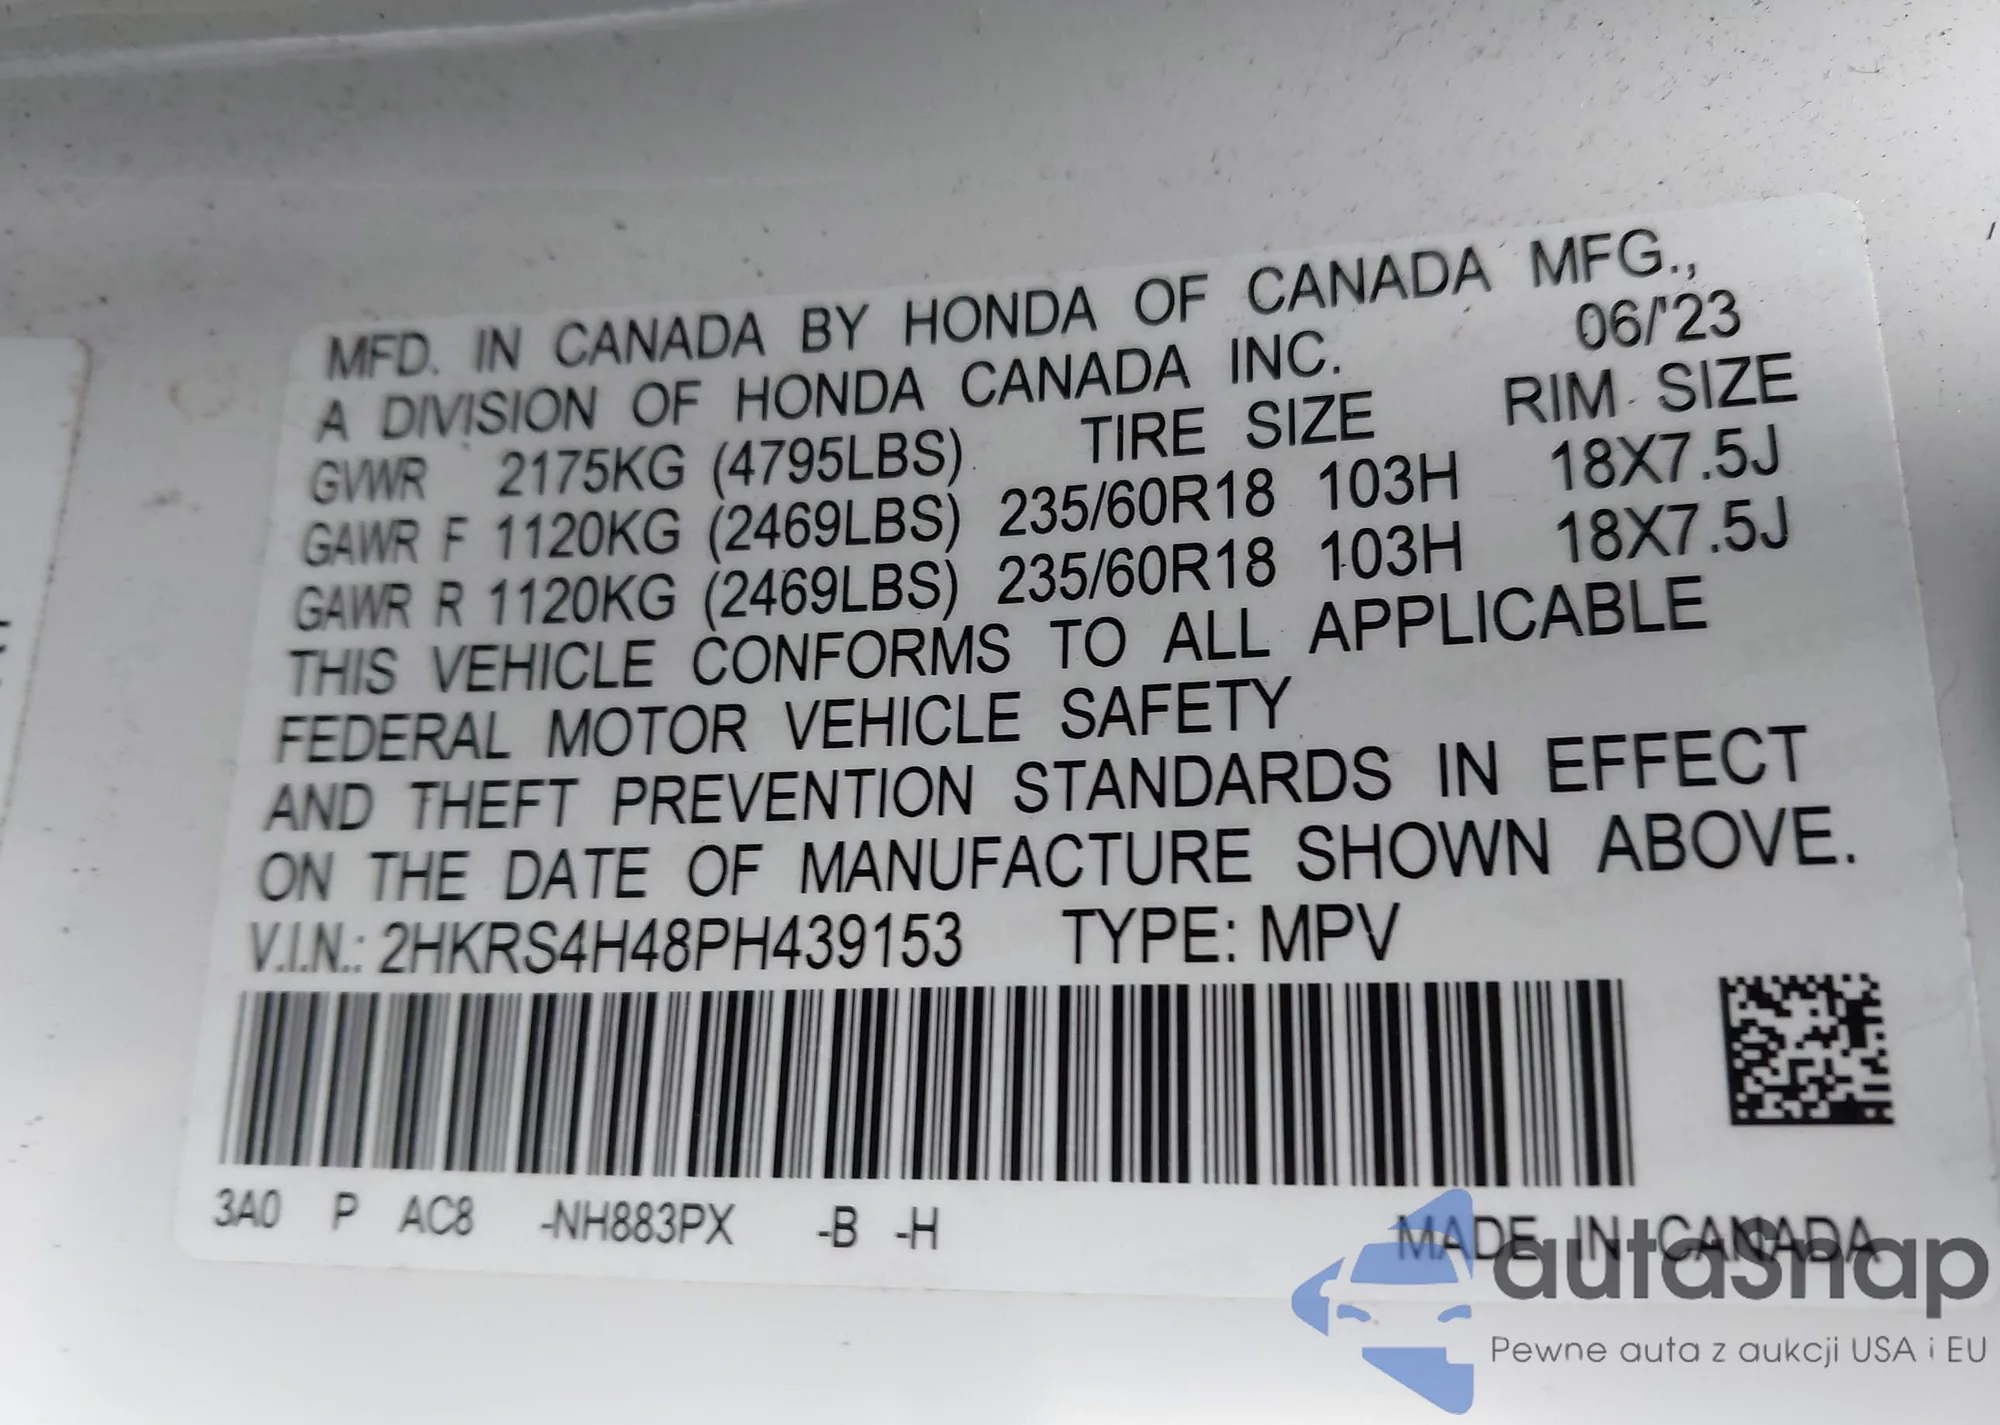 MFD. IN CANADA BY HONDA OF CANADA MFG.,
A DIVISION OF HONDA CANADA INC. 06/'23
GVWR 2175KG (4795LBS) TIRE SIZE RIM SIZE
GAWR F 1120KG (2469LBS) 235/60R18 103H 18X7.5J
GAWR R 1120KG (2469LBS) 235/60R18 103H 18X7.5J
THIS VEHICLE CONFORMS TO ALL APPLICABLE
FEDERAL MOTOR VEHICLE SAFETY
AND THEFT PREVENTION STANDARDS IN EFFECT
ON THE DATE OF MANUFACTURE SHOWN ABOVE.
V.I.N.: 2HKRS4H48PH439153 TYPE: MPV
3A0 P AC8 -NH883PX -B -H MADE IN CANADA
autoSnap
Pewne auta z aukcji USA i EU